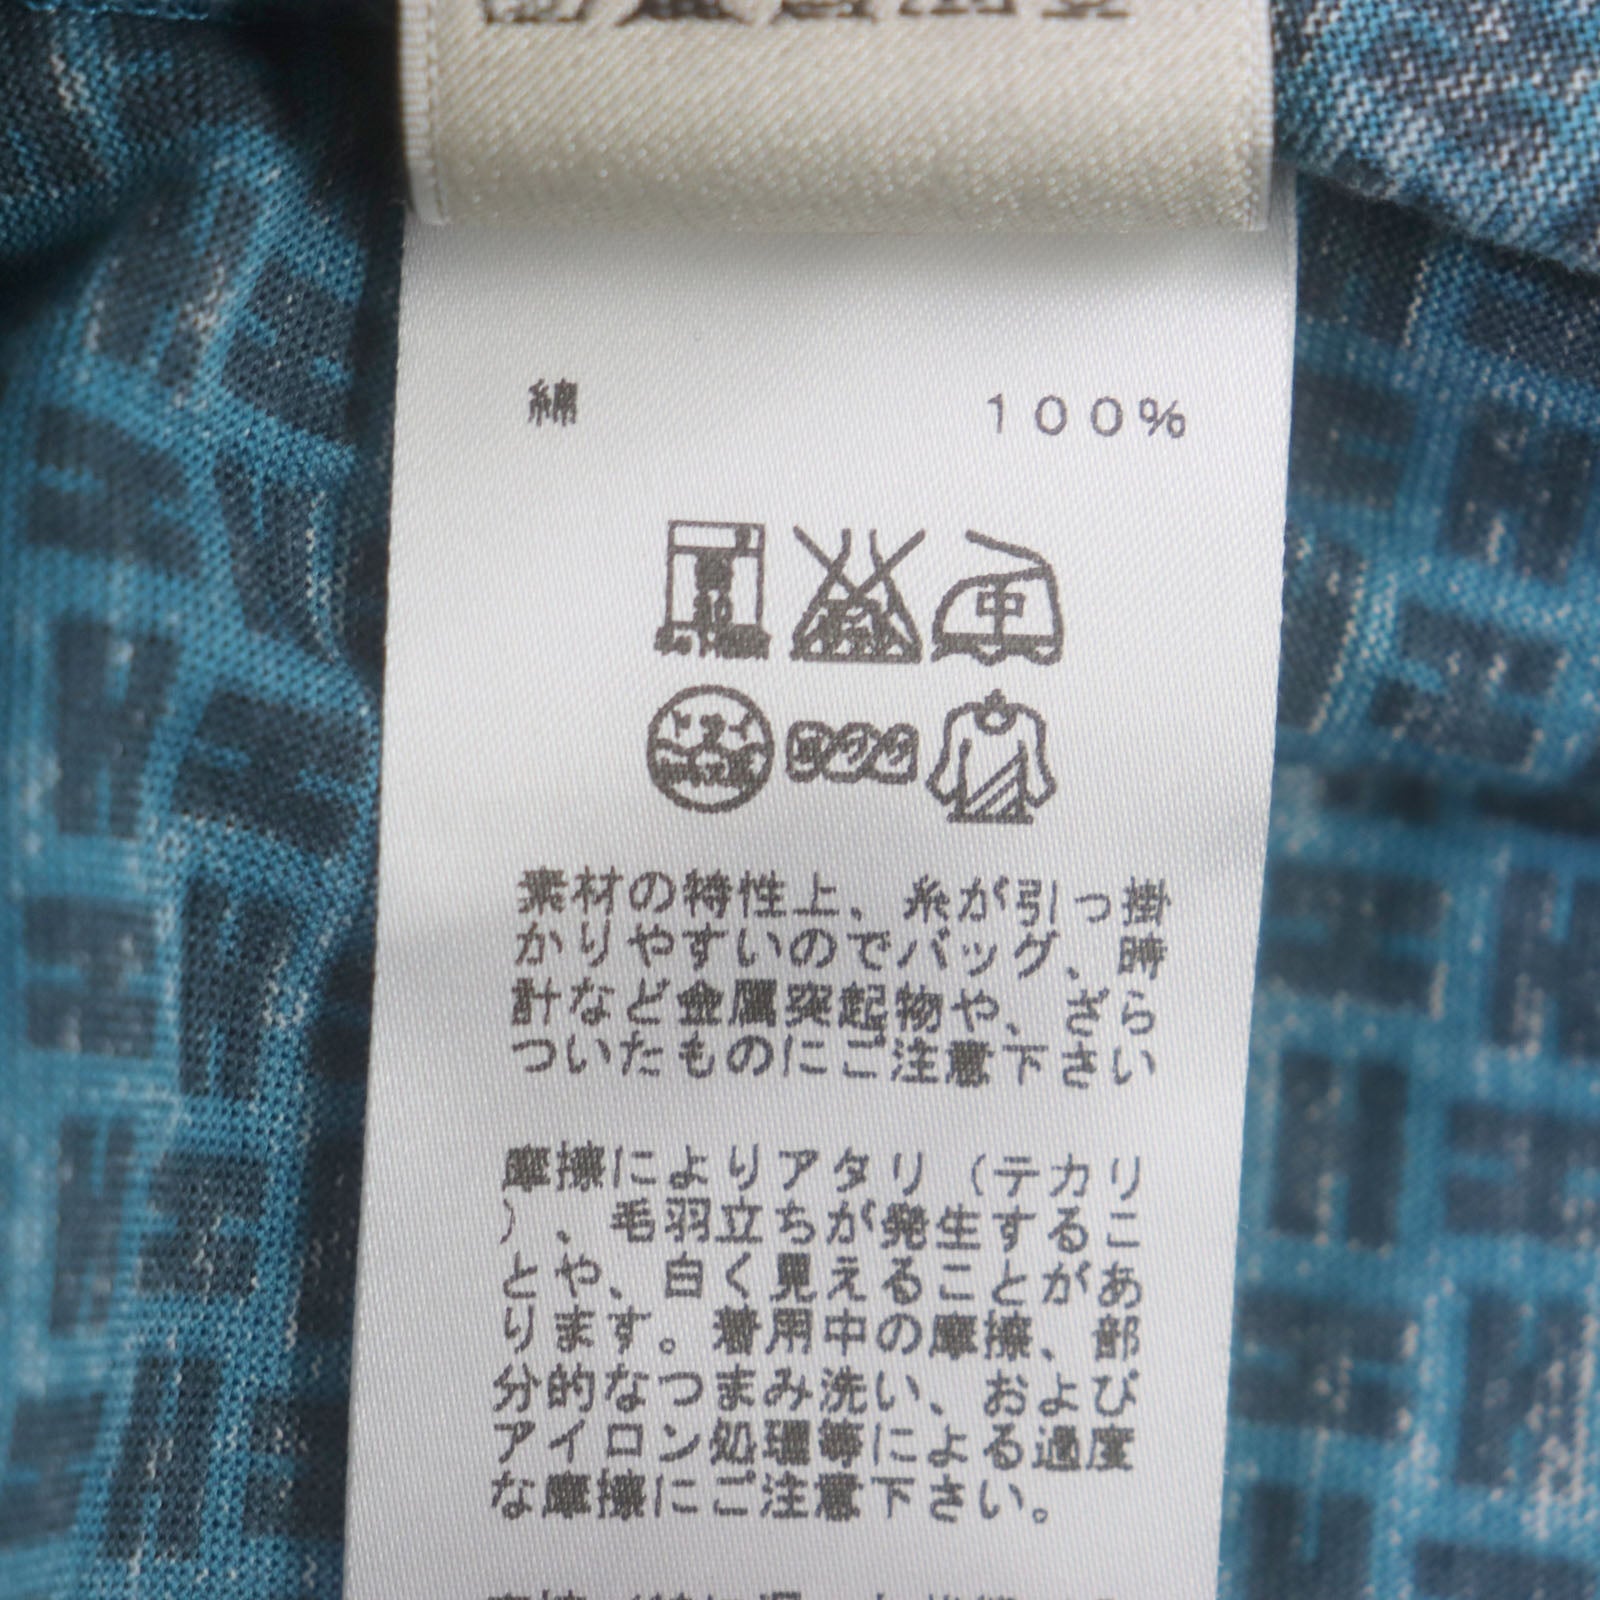 綿 100%
中
素材の特性上、糸が引っ掛
かりやすいのでバッグ、時
計など金属突起物や、ざら
ついたものにご注意下さい
摩擦によりアタリ(テカリ
)、毛羽立ちが発生するこ
とや、白く見えることがあ
ります。着用中の摩擦、部
分的なつまみ洗い、および
アイロン処理等による過度
な摩擦にご注意下さい。